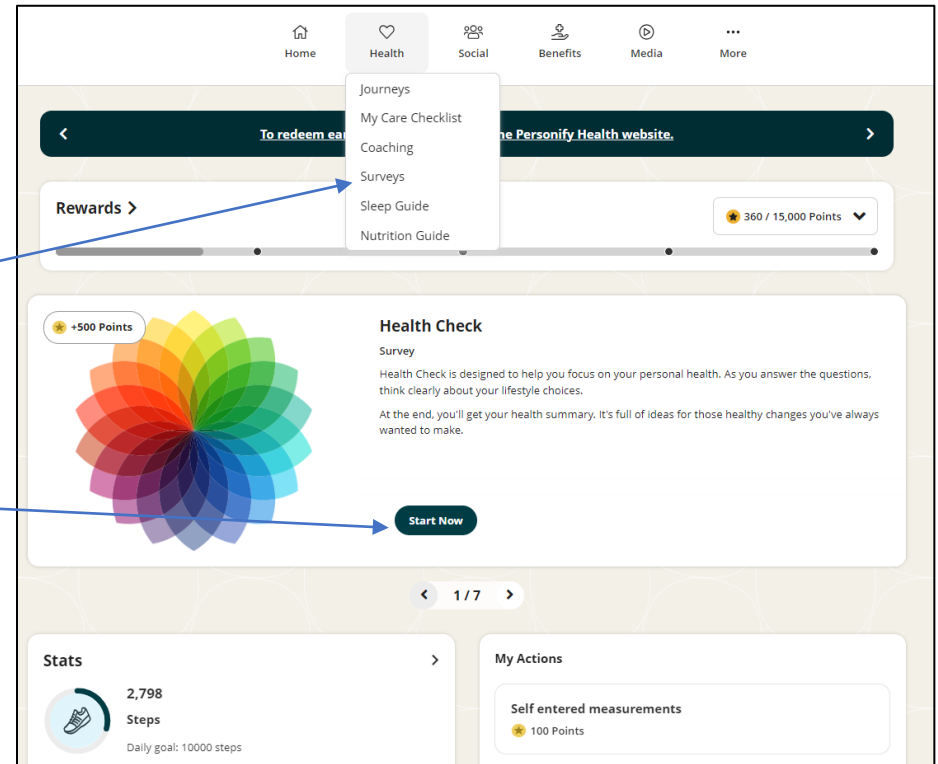 Home
Health
Social
Benefits
Media
More
Journeys
My Care Checklist
Coaching
Surveys
Sleep Guide
Nutrition Guide
To redeem ear
he Personify Health website.
Rewards
360 / 15,000 Points
+500 Points
Health Check
Survey
Health Check is designed to help you focus on your personal health. As you answer the questions,
think clearly about your lifestyle choices.
At the end, you'll get your health summary. It's full of ideas for those healthy changes you've always
wanted to make.
Start Now
1 / 7
Stats
2,798
Steps
Daily goal: 10000 steps
My Actions
Self entered measurements
100 Points